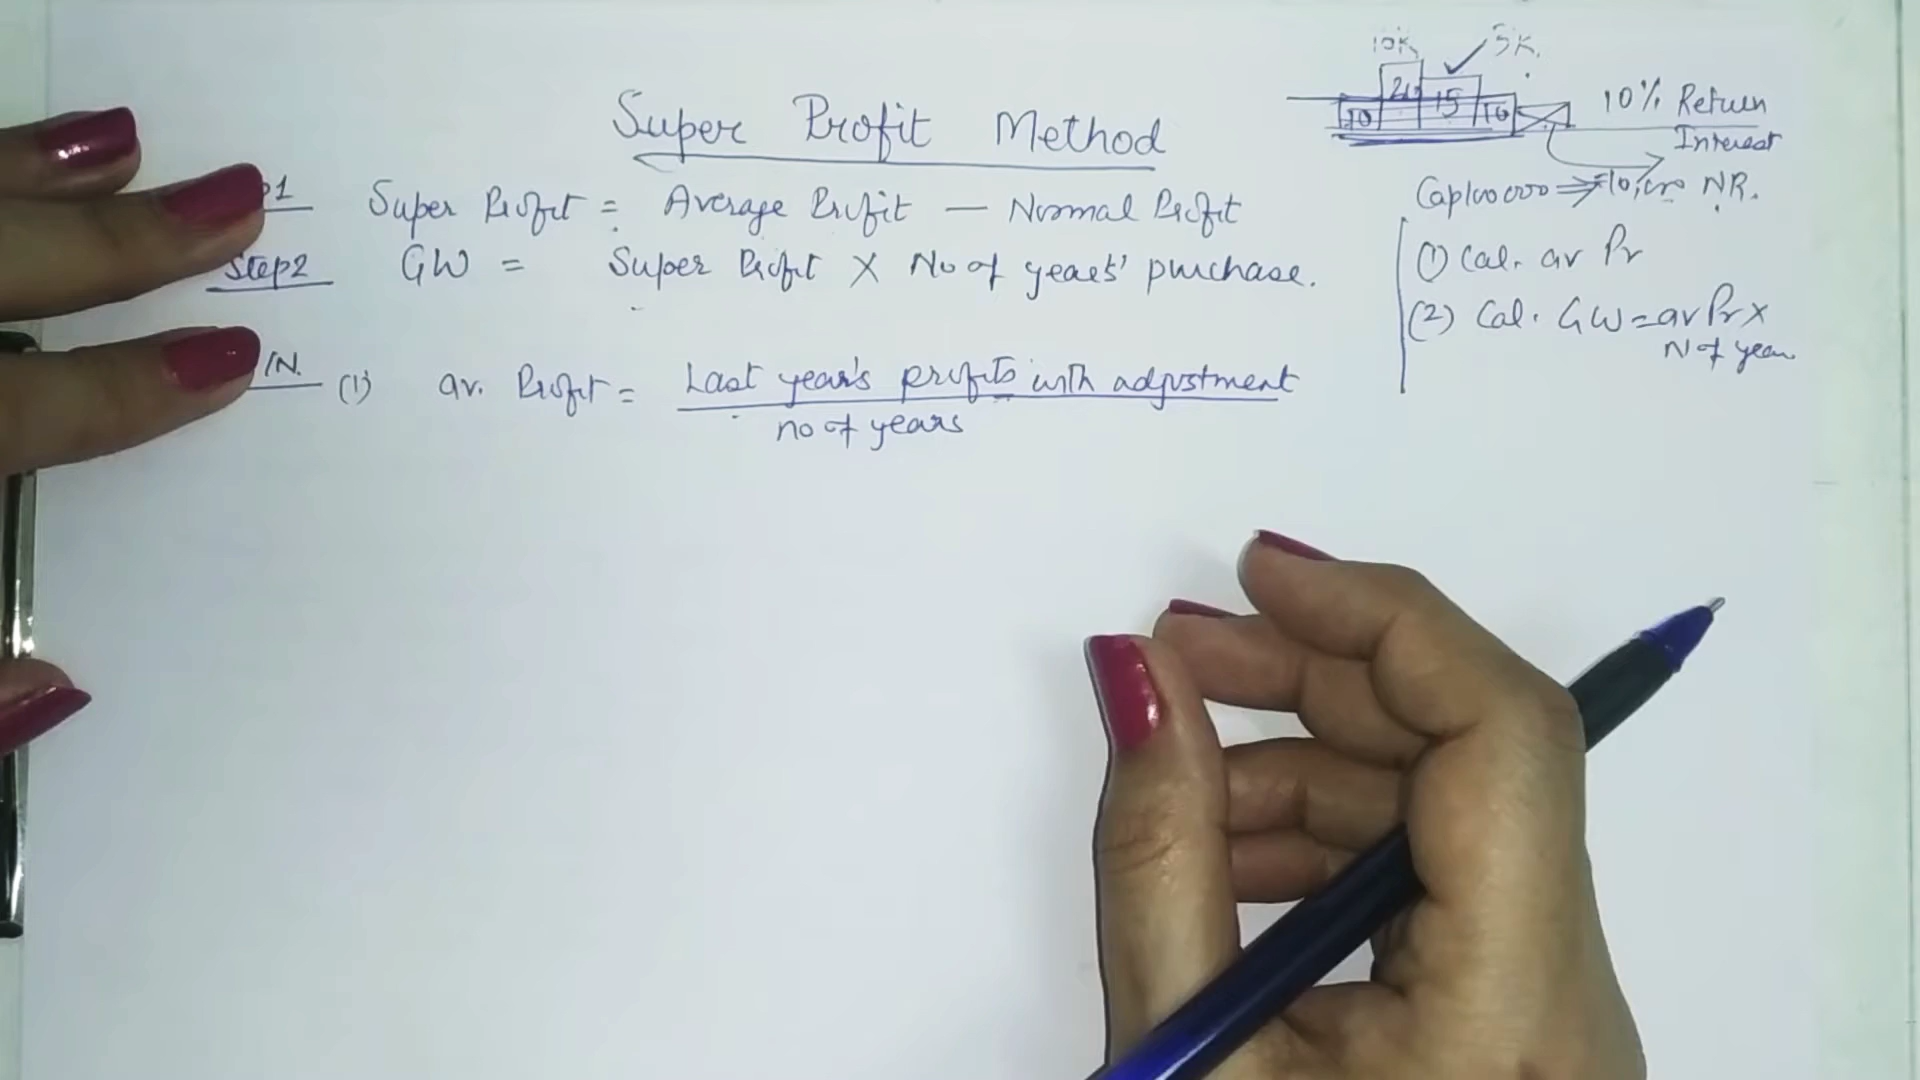 Super Profit Method
p1 Super Profit = Average Profit — Normal Profit
Step2 GW = Super Profit X No of years' purchase.
/N. (1) av. Profit = Last year's profits with adjustment
no of years
10K 5K.
10 20 15 10
10% Return
Interest
NR.
(1) Cal. av Pr
(2) Cal. GW = av Pr x
N of year